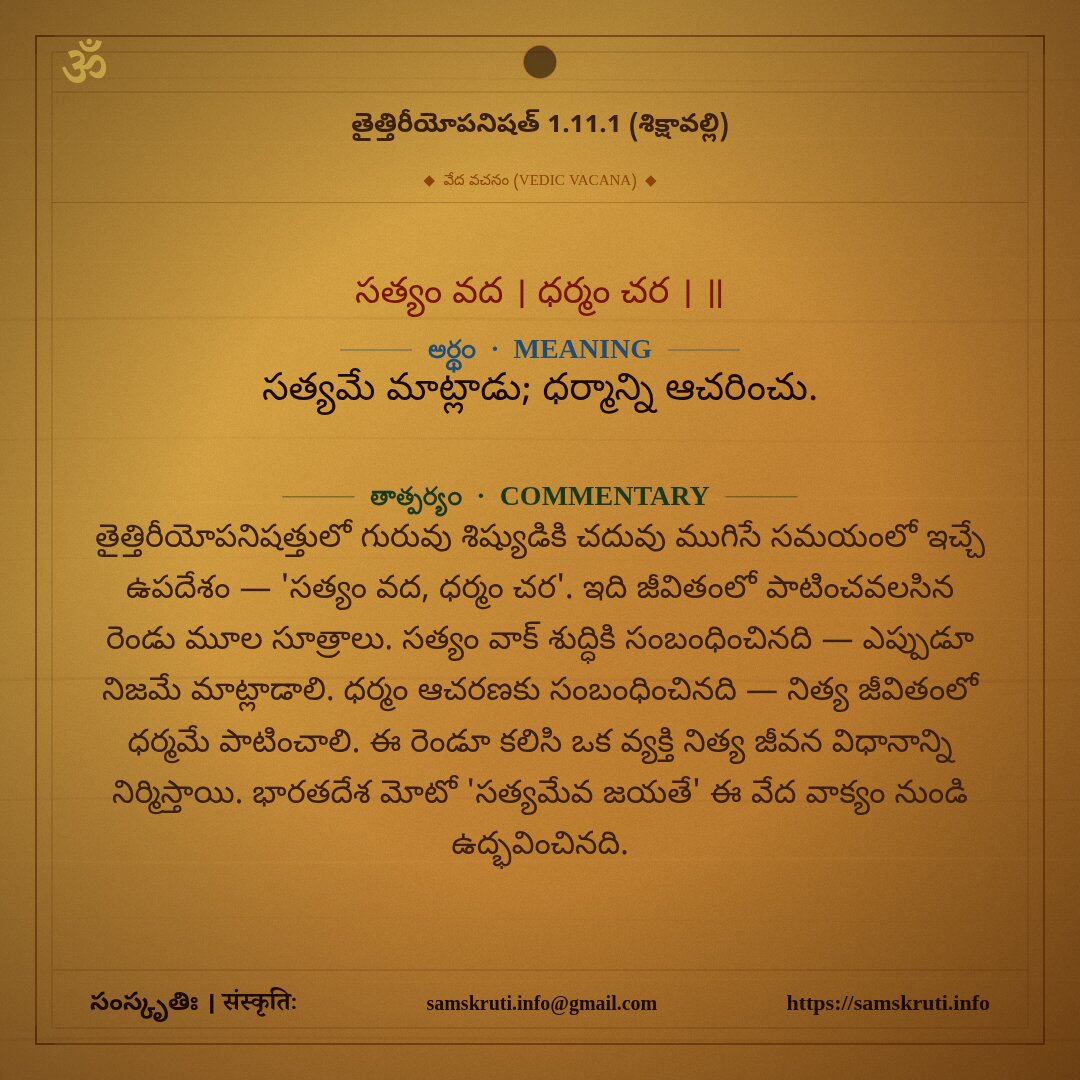 ॐ
తైత్తిరీయోపనిషత్ 1.11.1 (శిక్షావల్లి)
◆ వేద వచనం (VEDIC VACANA) ◆
సత్యం వద । ధర్మం చర । ॥
అర్థం · MEANING
సత్యమే మాట్లాడు; ధర్మాన్ని ఆచరించు.
తాత్పర్యం · COMMENTARY
తైత్తిరీయోపనిషత్తులో గురువు శిష్యుడికి చదువు ముగిసే సమయంలో ఇచ్చే
ఉపదేశం — 'సత్యం వద, ధర్మం చర'. ఇది జీవితంలో పాటించవలసిన
రెండు మూల సూత్రాలు. సత్యం వాక్ శుద్ధికి సంబంధించినది — ఎప్పుడూ
నిజమే మాట్లాడాలి. ధర్మం ఆచరణకు సంబంధించినది — నిత్య జీవితంలో
ధర్మమే పాటించాలి. ఈ రెండూ కలిసి ఒక వ్యక్తి నిత్య జీవన విధానాన్ని
నిర్మిస్తాయి. భారతదేశ మోటో 'సత్యమేవ జయతే' ఈ వేద వాక్యం నుండి
ఉద్భవించినది.
సంస్కృతిః | संस्कृतिः samskruti.info@gmail.com https://samskruti.info